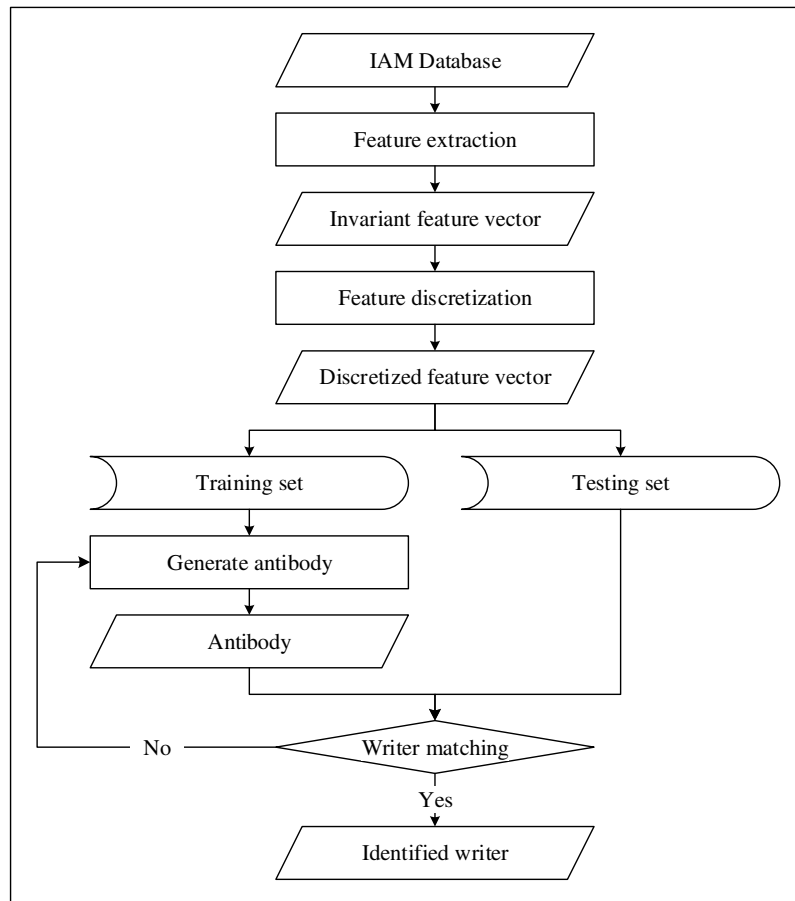 IAM Database
Feature extraction
Invariant feature vector
Feature discretization
Discretized feature vector
Training set
Testing set
Generate antibody
Antibody
No
Writer matching
Yes
Identified writer